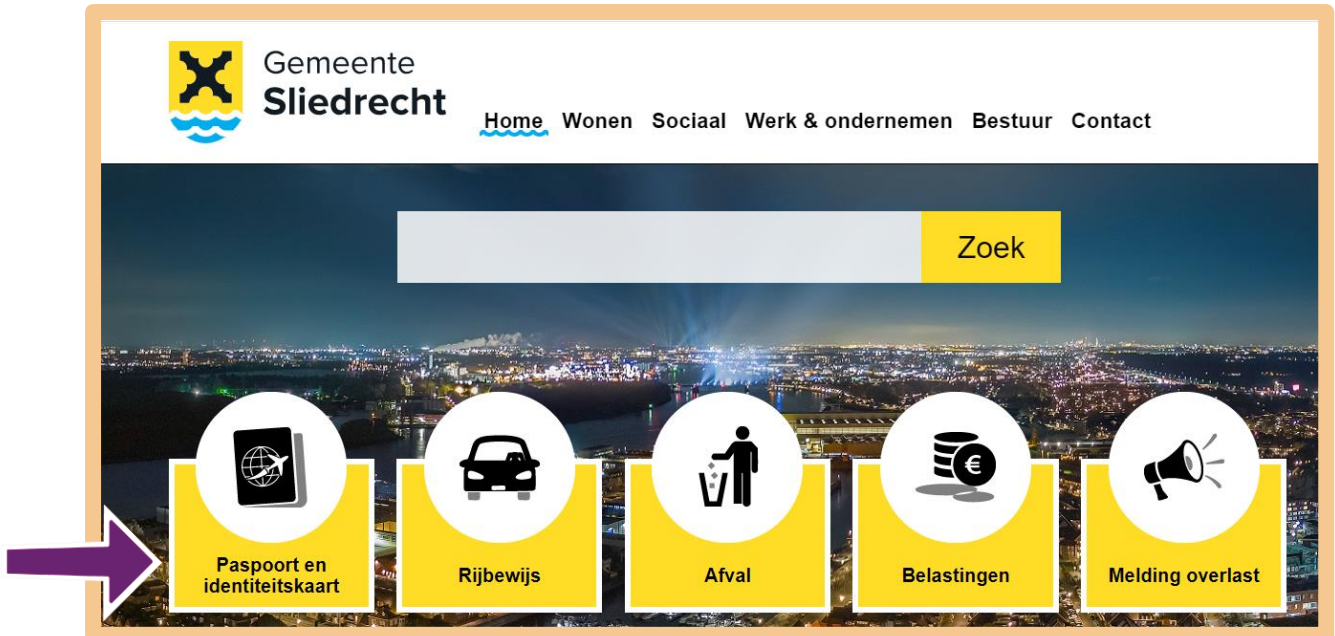 Gemeente
Sliedrecht
Home Wonen Sociaal Werk & ondernemen Bestuur Contact
Zoek
Paspoort en
identiteitskaart
Rijbewijs
Afval
Belastingen
Melding overlast